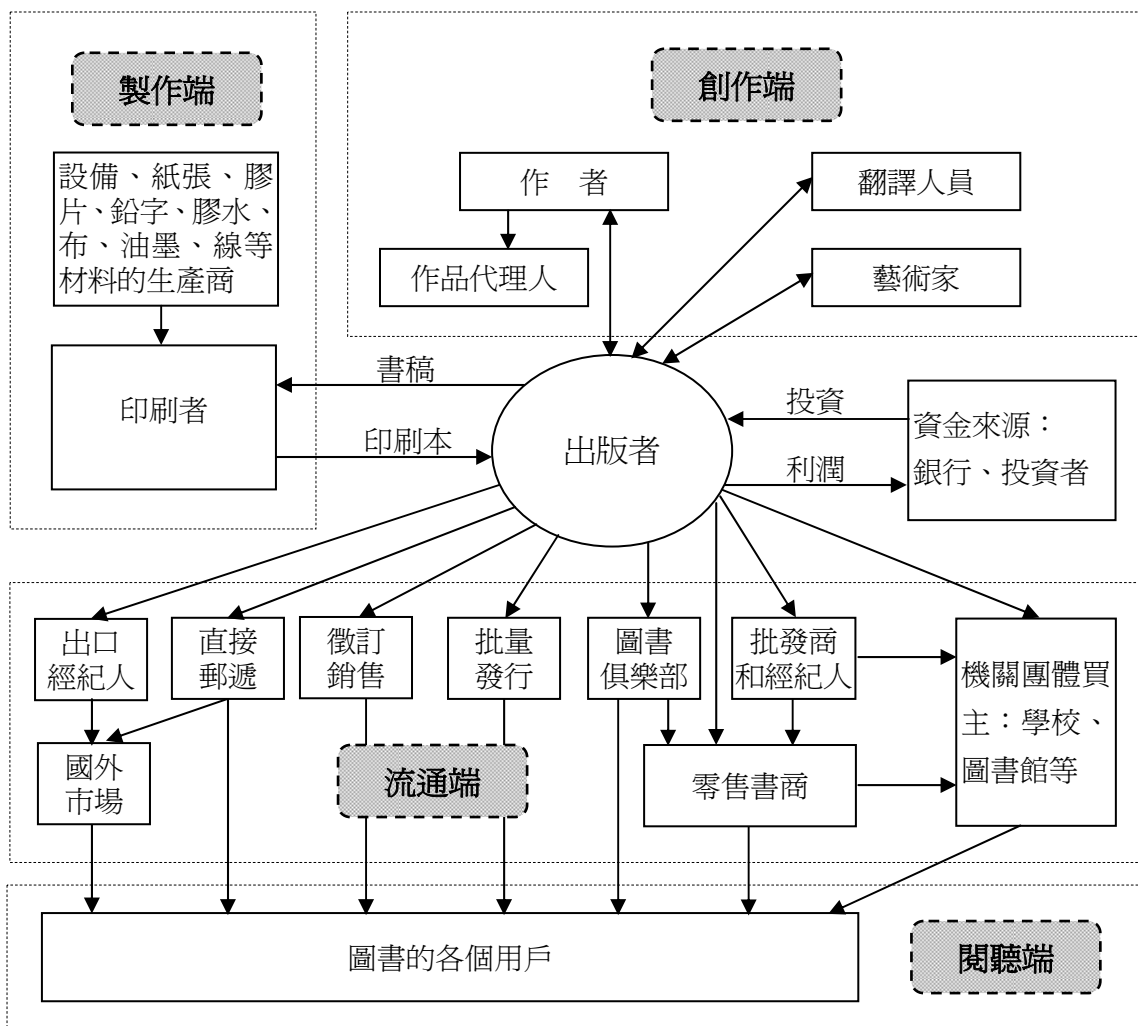 製作端
創作端
設備、紙張、膠
片、鉛字、膠水、
布、油墨、線等
材料的生產商
作 者
翻譯人員
作品代理人
藝術家
書稿
印刷者
印刷本
出版者
投資
利潤
資金來源：
銀行、投資者
出口
經紀人
直接
郵遞
徵訂
銷售
批量
發行
圖書
俱樂部
批發商
和經紀人
機關團體買
主：學校、
圖書館等
國外
市場
流通端
零售書商
圖書的各個用戶
閱聽端